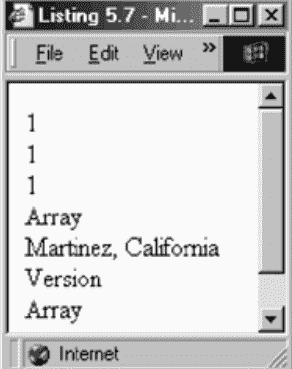 Listing 5.7 - Mi...
File Edit View »
1
1
1
Array
Martinez, California
Version
Array
Internet